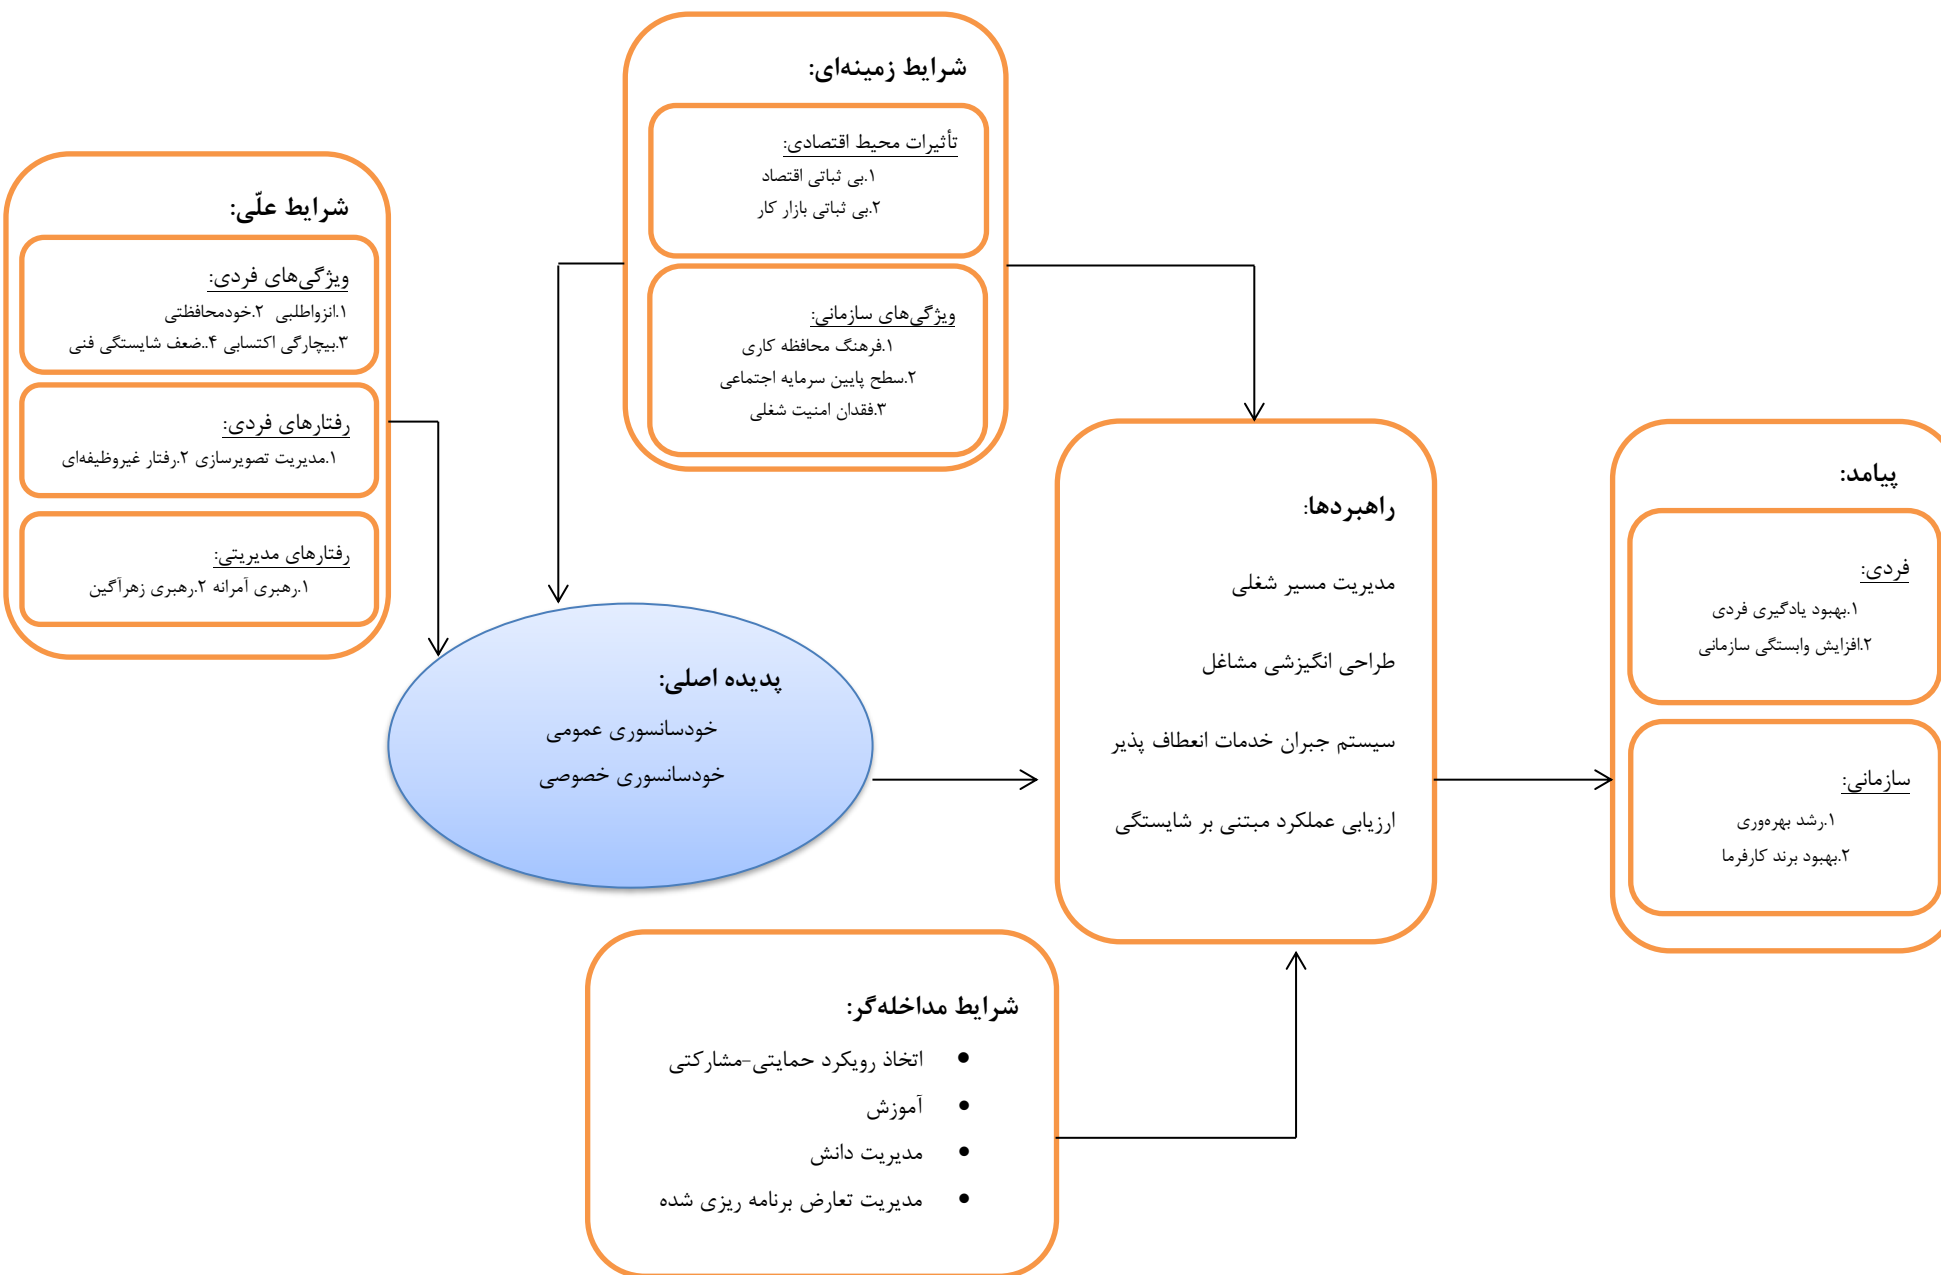 شرایط زمینه‌ای:
تأثیرات محیط اقتصادی:
۱.بی ثباتی اقتصاد
۲.بی ثباتی بازار کار
ویژگی‌های سازمانی:
۱.فرهنگ محافظه کاری
۲.سطح پایین سرمایه اجتماعی
۳.فقدان امنیت شغلی
شرایط علّی:
ویژگی‌های فردی:
۱.انزواطلبی ۲.خودمحافظتی
۳.بیچارگی اکتسابی ۴..ضعف شایستگی فنی
رفتارهای فردی:
۱.مدیریت تصویرسازی ۲.رفتار غیروظیفه‌ای
رفتارهای مدیریتی:
۱.رهبری آمرانه ۲.رهبری زهرآگین
پدیده اصلی:
خودسانسوری عمومی
خودسانسوری خصوصی
راهبردها:
مدیریت مسیر شغلی
طراحی انگیزشی مشاغل
سیستم جبران خدمات انعطاف پذیر
ارزیابی عملکرد مبتنی بر شایستگی
پیامد:
فردی:
۱.بهبود یادگیری فردی
۲.افزایش وابستگی سازمانی
سازمانی:
۱.رشد بهره‌وری
۲.بهبود برند کارفرما
شرایط مداخله‌گر:
• اتخاذ رویکرد حمایتی-مشارکتی
• آموزش
• مدیریت دانش
• مدیریت تعارض برنامه ریزی شده